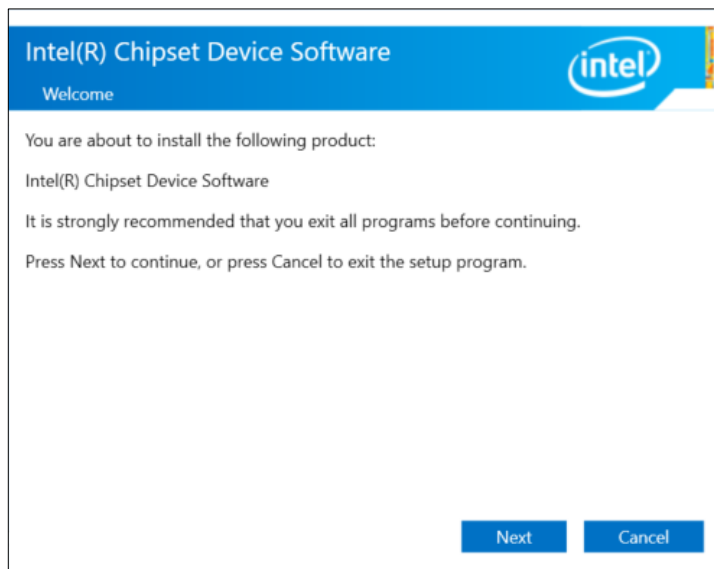 Intel(R) Chipset Device Software
intel
Welcome
You are about to install the following product:
Intel(R) Chipset Device Software
It is strongly recommended that you exit all programs before continuing.
Press Next to continue, or press Cancel to exit the setup program.
Next Cancel